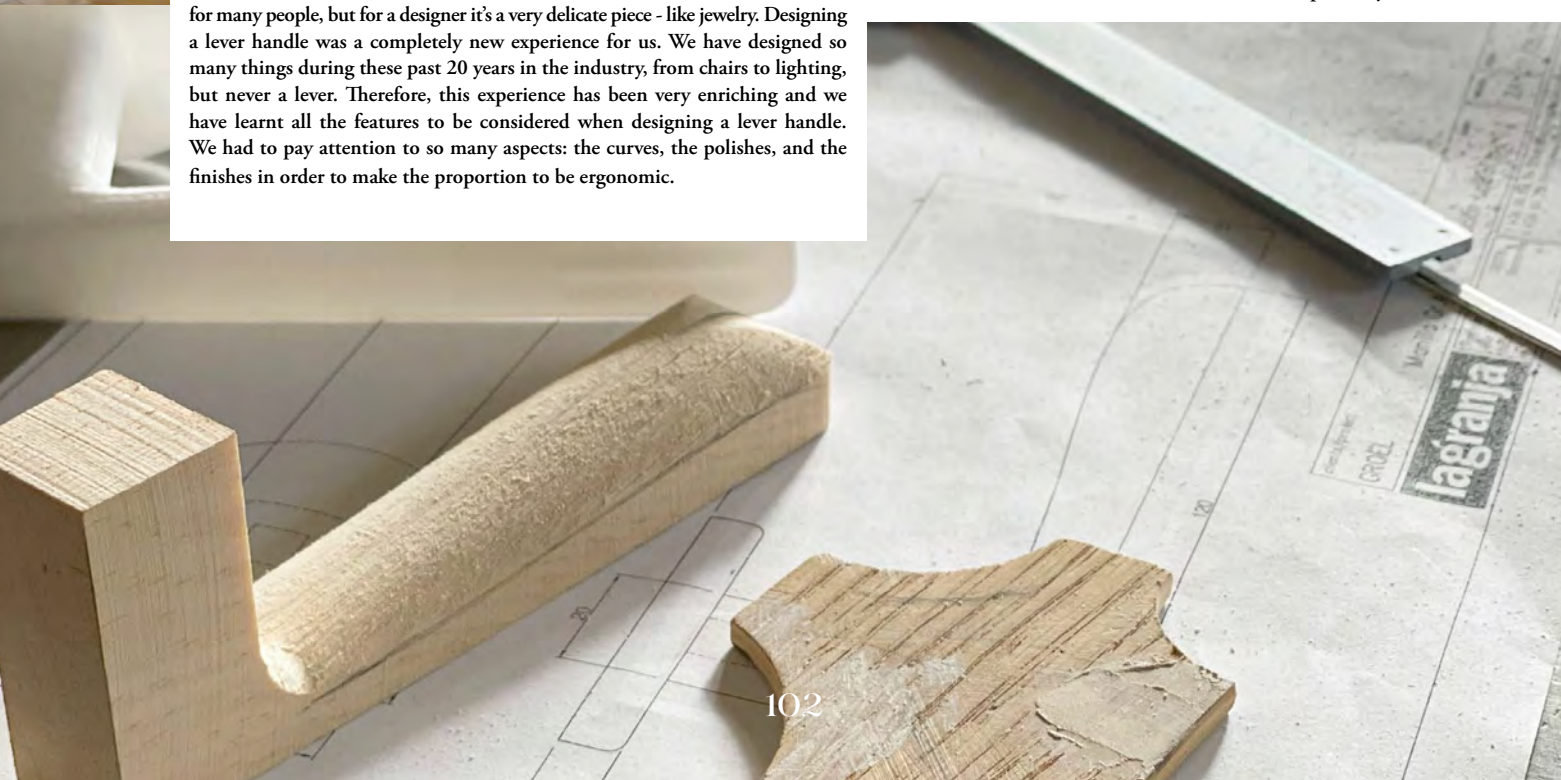 for many people, but for a designer it's a very delicate piece - like jewelry. Designing
a lever handle was a completely new experience for us. We have designed so
many things during these past 20 years in the industry, from chairs to lighting,
but never a lever. Therefore, this experience has been very enriching and we
have learnt all the features to be considered when designing a lever handle.
We had to pay attention to so many aspects: the curves, the polishes, and the
finishes in order to make the proportion to be ergonomic.
GROEL
lagranja
120
20
102